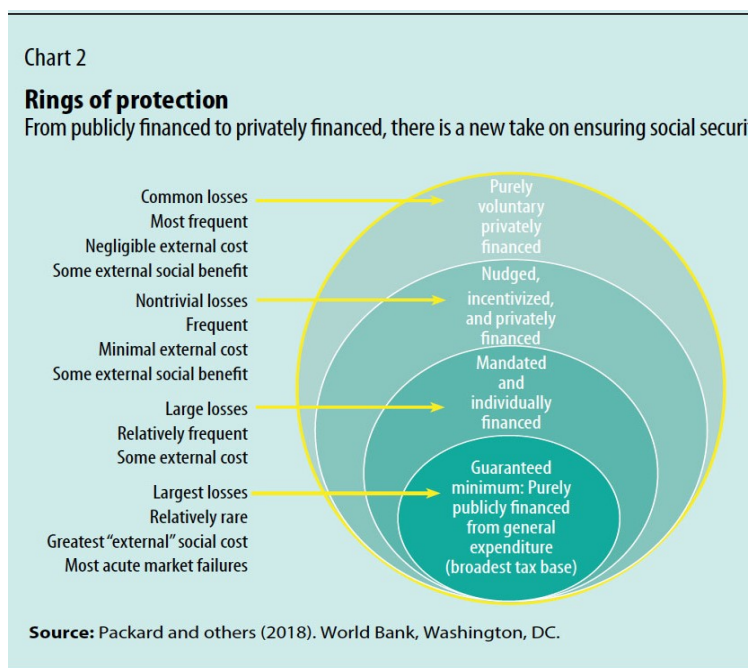 Chart 2
Rings of protection
From publicly financed to privately financed, there is a new take on ensuring social
Common losses
Most frequent
Negligible external cost
Some external social benefit
Nontrivial losses
Frequent
Minimal external cost
Some external social benefit
Large losses
Relatively frequent
Some external cost
Largest losses
Relatively rare
Greatest “external” social cost
Most acute market failures
Purely
voluntary
privately
financed
Nudged,
incentivized,
and privately
financed
Mandated
and
individually
financed
Guaranteed
minimum: Purely
publicly financed
from general
expenditure
(broadest tax base)
Source: Packard and others (2018). World Bank, Washington, DC.